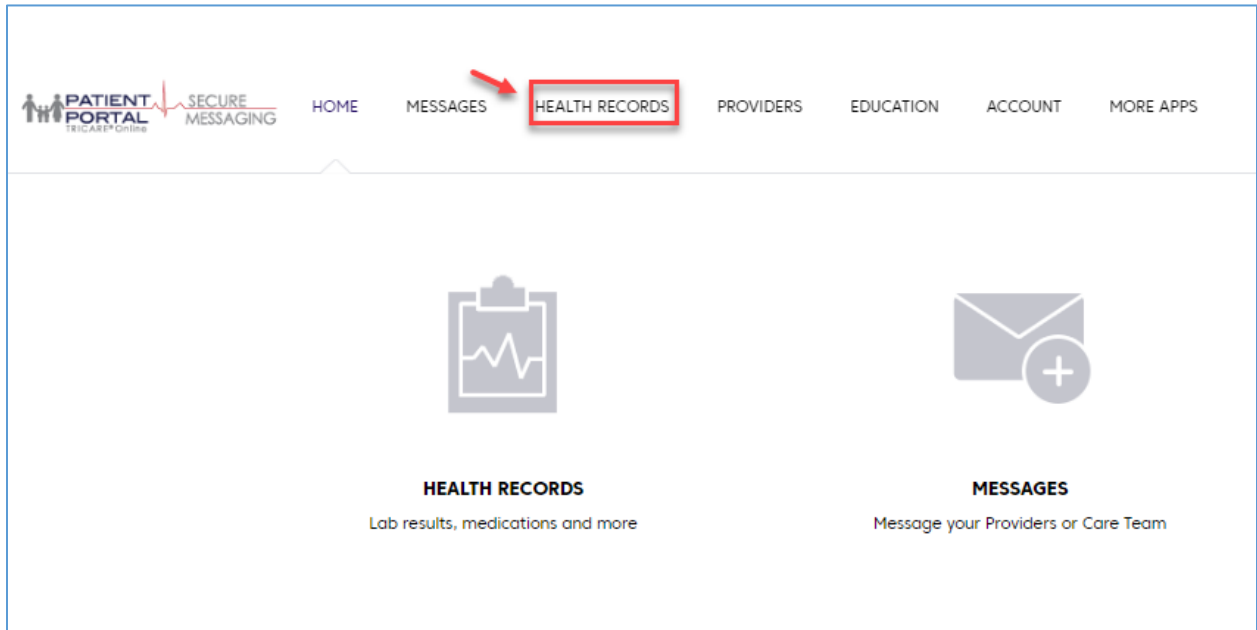 PATIENT PORTAL SECURE MESSAGING
TRICARE® Online
HOME MESSAGES HEALTH RECORDS PROVIDERS EDUCATION ACCOUNT MORE APPS
HEALTH RECORDS
Lab results, medications and more
MESSAGES
Message your Providers or Care Team